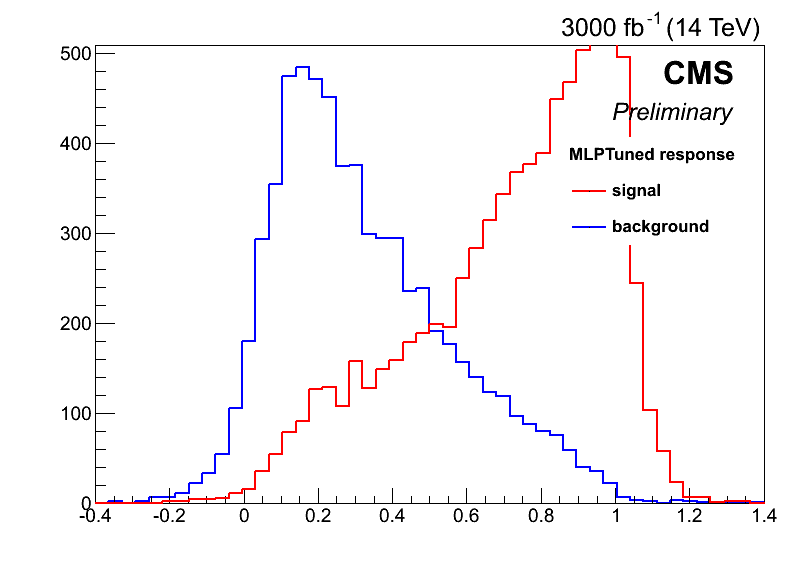 3000 fb-1 (14 TeV)
500
CMS
Preliminary
400
MLPTuned response
signal
background
300
200
100
0
-0.4 -0.2 0 0.2 0.4 0.6 0.8 1 1.2 1.4